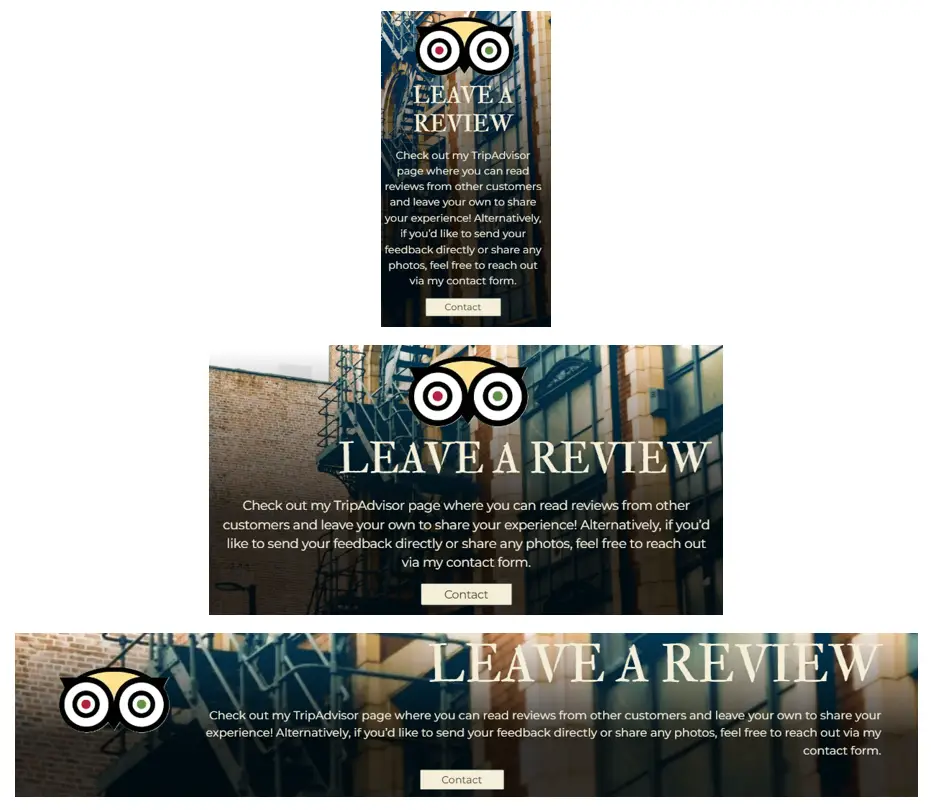 LEAVE A
REVIEW
Check out my TripAdvisor
page where you can read
reviews from other customers
and leave your own to share
your experience! Alternatively,
if you’d like to send your
feedback directly or share any
photos, feel free to reach out
via my contact form.
Contact
LEAVE A REVIEW
Check out my TripAdvisor page where you can read reviews from other
customers and leave your own to share your experience! Alternatively, if you’d
like to send your feedback directly or share any photos, feel free to reach out
via my contact form.
Contact
LEAVE A REVIEW
Check out my TripAdvisor page where you can read reviews from other customers and leave your own to share your
experience! Alternatively, if you’d like to send your feedback directly or share any photos, feel free to reach out via my
contact form.
Contact